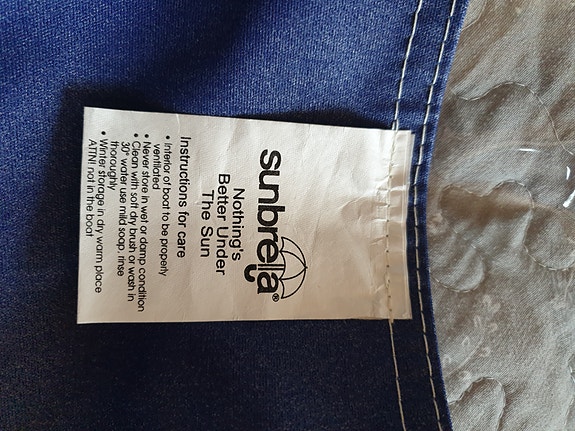 sunbrella®
Nothing's
Better Under
The Sun
Instructions for care
• Interior of boat to be properly
ventilated
• Never store in wet or damp condition
• Clean with soft dry brush or wash in
30° water use mild soap, rinse
thoroughly
• Winter storage in dry warm place
ATTNI not in the boat